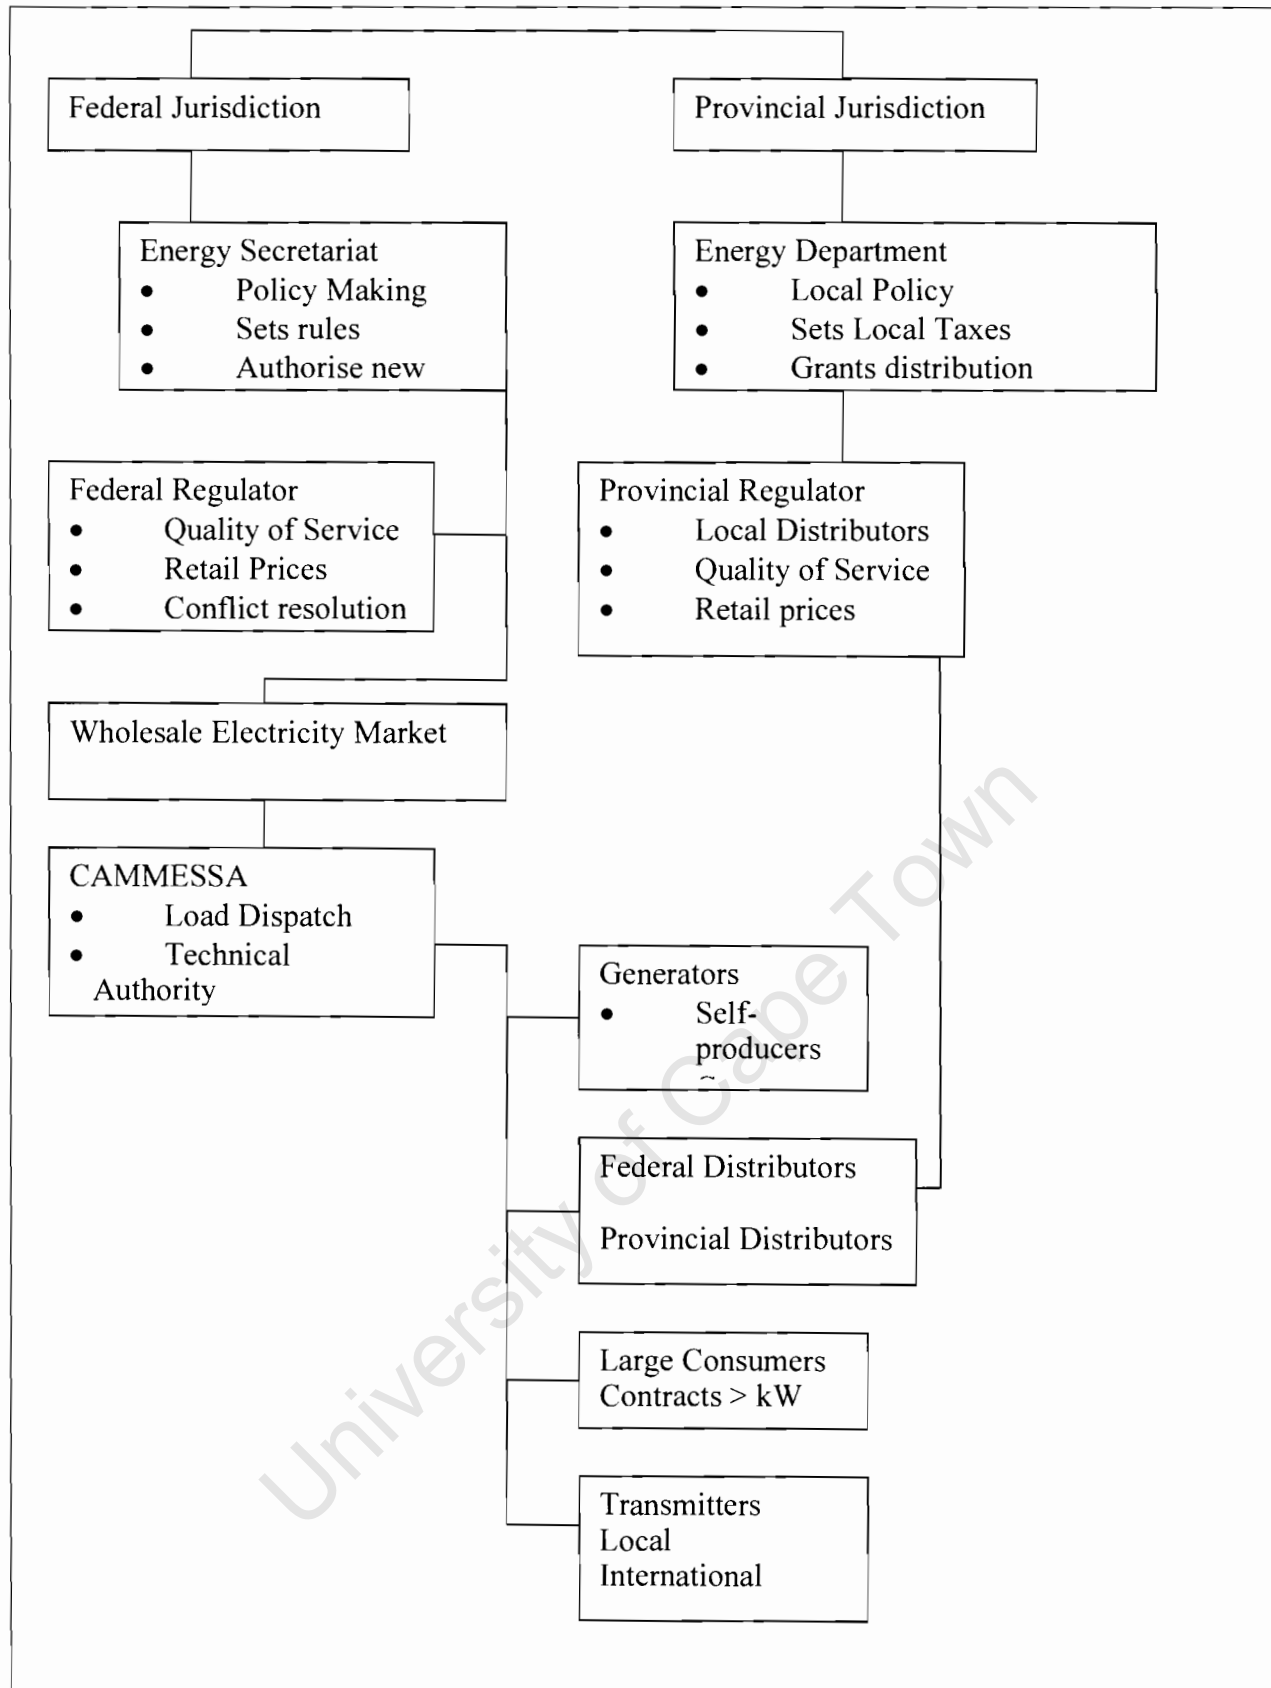 Federal Jurisdiction
Provincial Jurisdiction
Energy Secretariat
• Policy Making
• Sets rules
• Authorise new
Energy Department
• Local Policy
• Sets Local Taxes
• Grants distribution
Federal Regulator
• Quality of Service
• Retail Prices
• Conflict resolution
Provincial Regulator
• Local Distributors
• Quality of Service
• Retail prices
Wholesale Electricity Market
CAMMESSA
• Load Dispatch
• Technical
Authority
Generators
• Self-
producers
Federal Distributors
Provincial Distributors
Large Consumers
Contracts > kW
Transmitters
Local
International
University of Cape Town